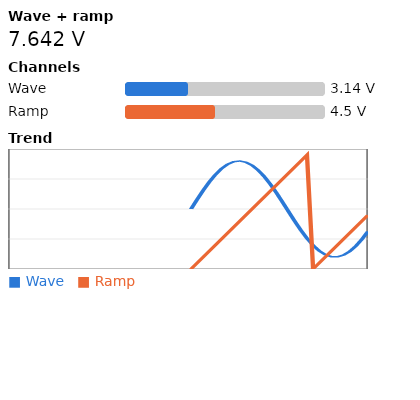 Wave + ramp
7.642 V
Channels
Wave 3.14 V
Ramp 4.5 V
Trend
Wave Ramp